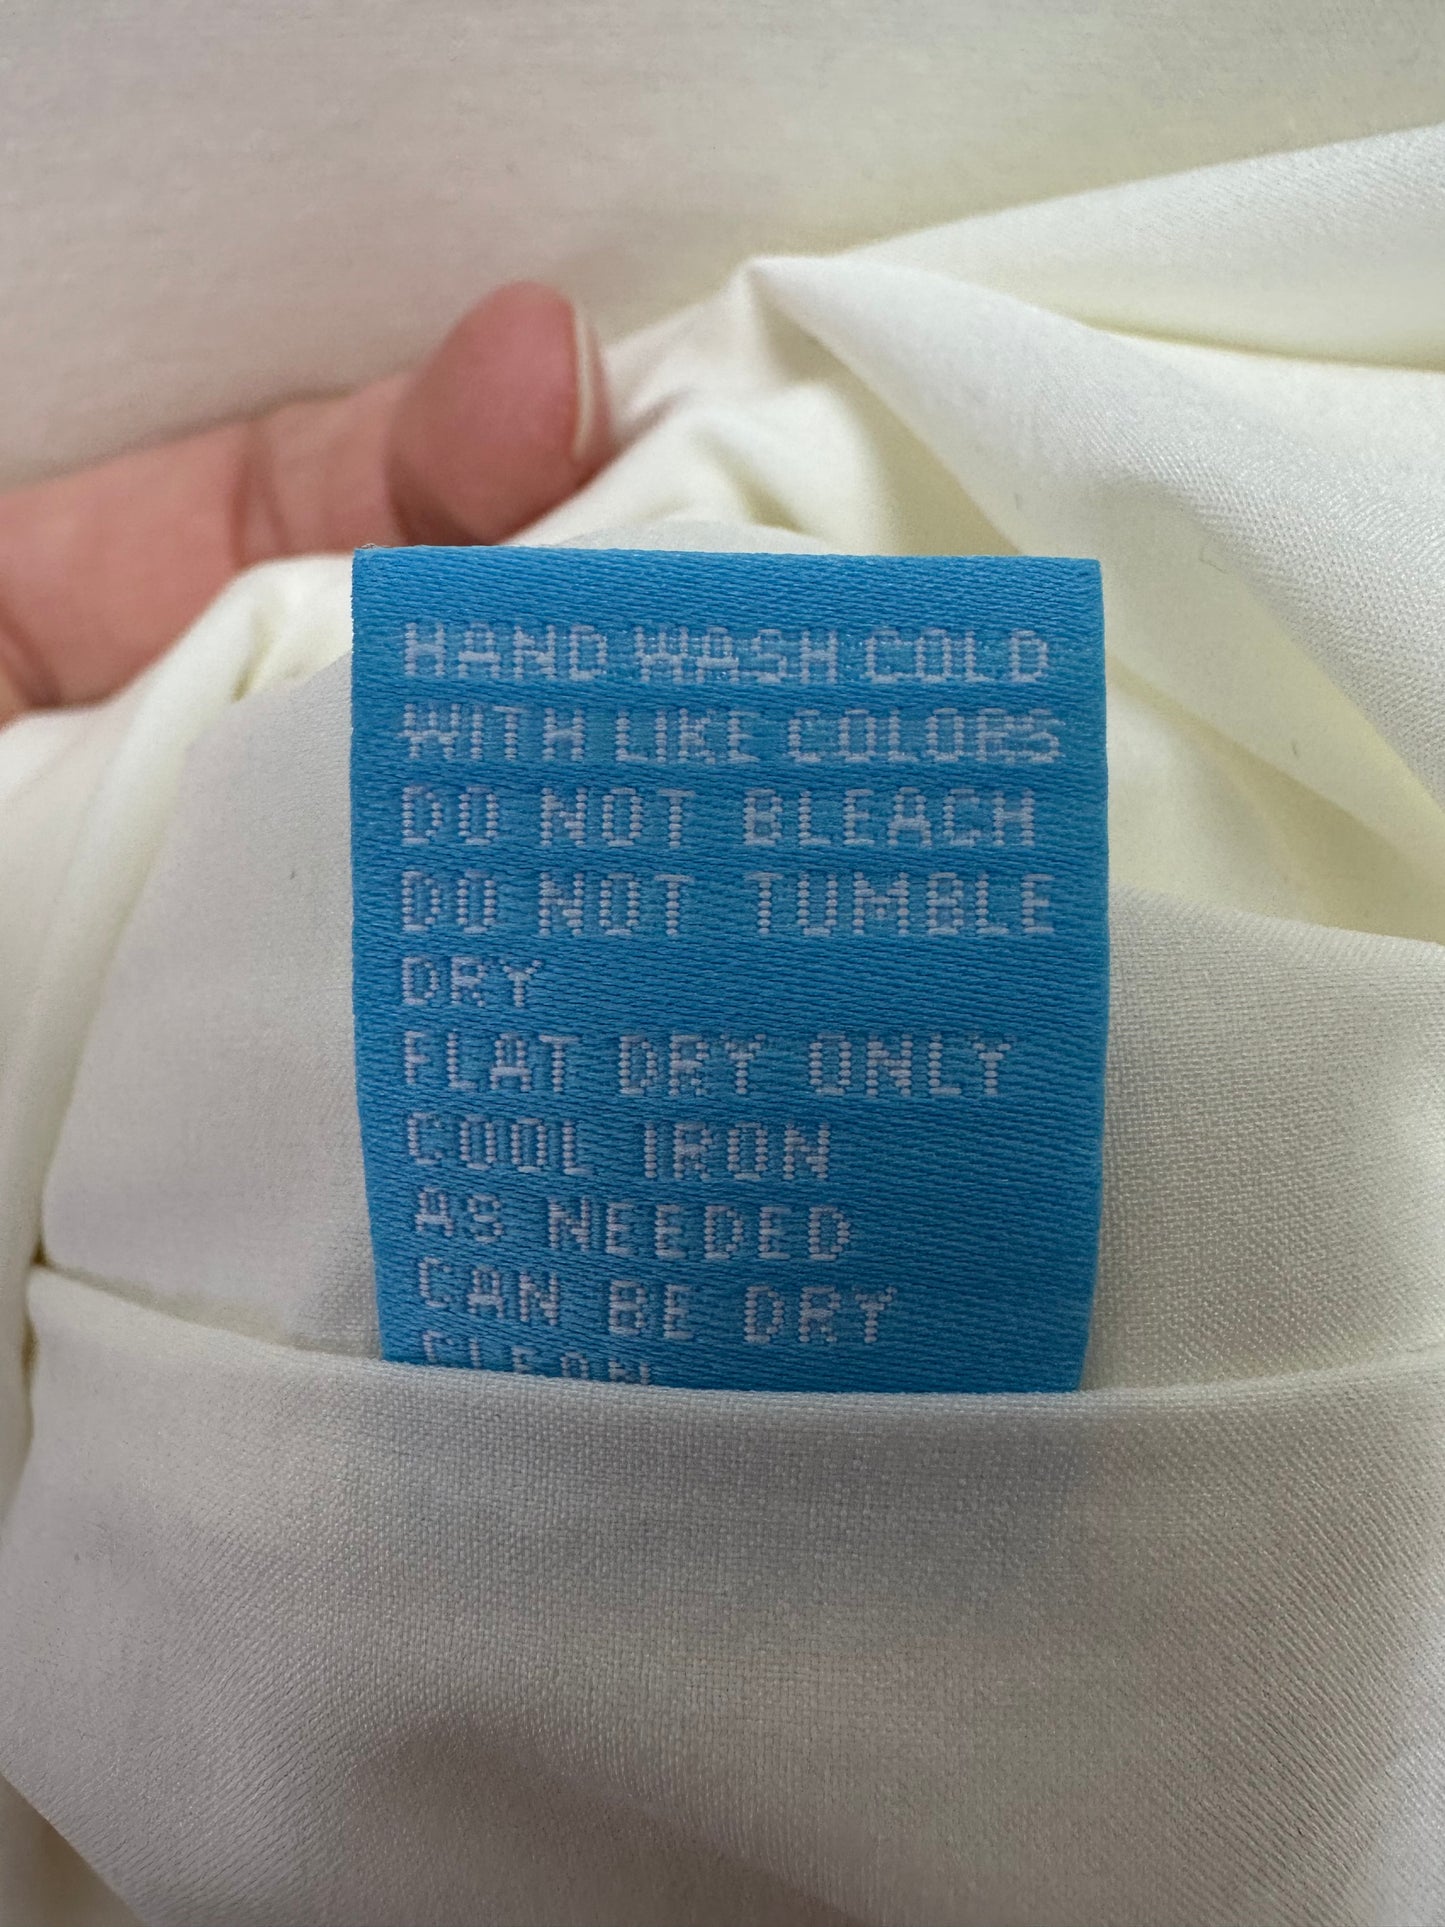 HAND WASH COLD
WITH LIKE COLORS
DO NOT BLEACH
DO NOT TUMBLE
DRY
FLAT DRY ONLY
COOL IRON
AS NEEDED
CAN BE DRY
CLEAN